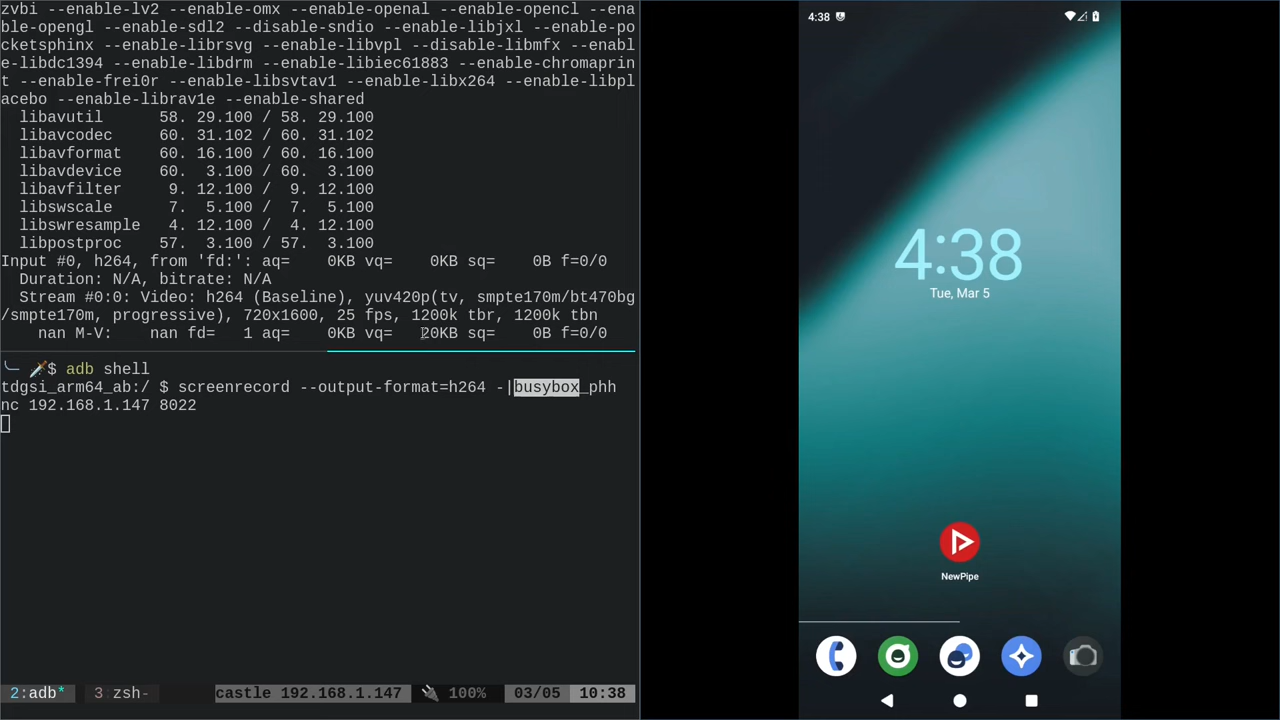 zvbi --enable-lv2 --enable-omx --enable-openal --enable-opencl --ena
ble-opengl --enable-sdl2 --disable-sndio --enable-libjxl --enable-po
cketsphinx --enable-librsvg --enable-libvpl --disable-libmfx --enabl
e-libdc1394 --enable-libdrm --enable-libiec61883 --enable-chromaprin
t --enable-frei0r --enable-libsvtav1 --enable-libx264 --enable-libpl
acebo --enable-librav1e --enable-shared
libavutil 58. 29.100 / 58. 29.100
libavcodec 60. 31.102 / 60. 31.102
libavformat 60. 16.100 / 60. 16.100
libavdevice 60. 3.100 / 60. 3.100
libavfilter 9. 12.100 / 9. 12.100
libswscale 7. 5.100 / 7. 5.100
libswresample 4. 12.100 / 4. 12.100
libpostproc 57. 3.100 / 57. 3.100
Input #0, h264, from 'fd:': aq= 0KB vq= 0KB sq= 0B f=0/0
Duration: N/A, bitrate: N/A
Stream #0:0: Video: h264 (Baseline), yuv420p(tv, smpte170m/bt470bg
/smpte170m, progressive), 720x1600, 25 fps, 1200k tbr, 1200k tbn
nan M-V: nan fd= 1 aq= 0KB vq= 20KB sq= 0B f=0/0
$ adb shell
tdgsi_arm64_ab:/ $ screenrecord --output-format=h264 -|busybox_phh
nc 192.168.1.147 8022
2:adb* 3:zsh- castle 192.168.1.147 100% 03/05 10:38
4:38
4:38
Tue, Mar 5
NewPipe